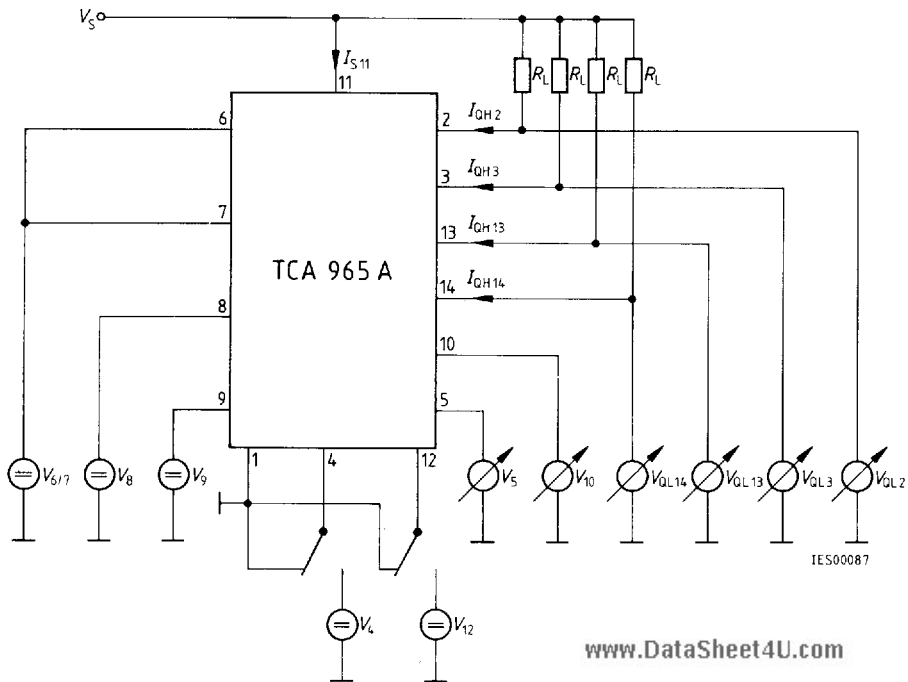 V_S
I_S11
11
R_L R_L R_L R_L
6
2
I_QH2
3
I_QH3
7
13
I_QH13
TCA 965 A
14
I_QH14
8
10
9
5
1
4
12
V_6/7
V_8
V_9
V_5
V_10
V_QL14
V_QL13
V_QL3
V_QL2
IES00087
V_4
V_12
www.DataSheet4U.com